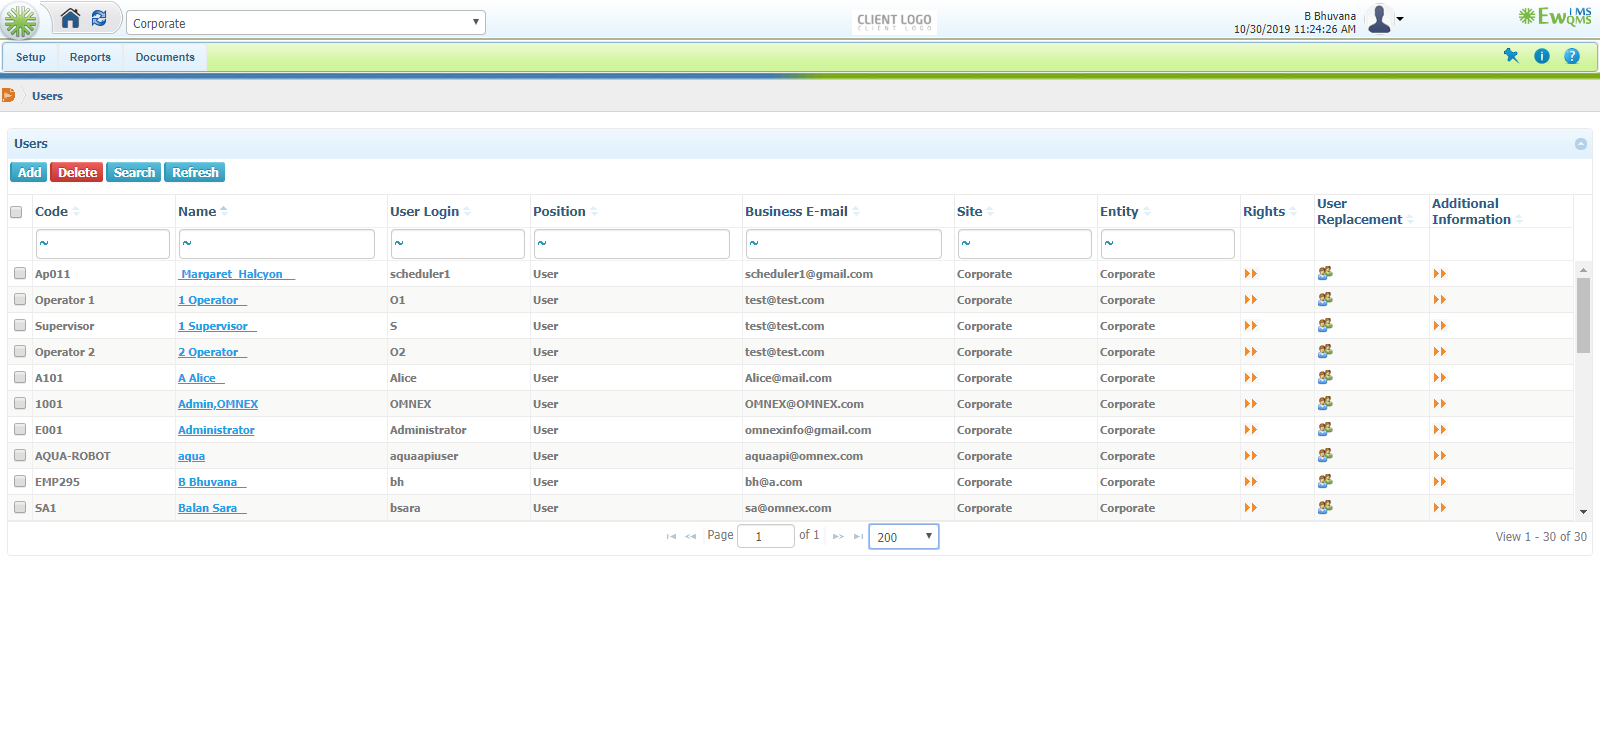 Corporate
CLIENT LOGO
CLIENT LOGO
B Bhuvana
10/30/2019 11:24:26 AM
EwQMS
IMS
Setup Reports Documents
Users
Users
Add Delete Search Refresh
Code Name User Login Position Business E-mail Site Entity Rights User Replacement Additional Information
~ ~ ~ ~ ~ ~ ~
Ap011 Margaret Halcyon scheduler1 User scheduler1@gmail.com Corporate Corporate
Operator 1 1 Operator O1 User test@test.com Corporate Corporate
Supervisor 1 Supervisor S User test@test.com Corporate Corporate
Operator 2 2 Operator O2 User test@test.com Corporate Corporate
A101 A Alice Alice User Alice@mail.com Corporate Corporate
1001 Admin,OMNEX OMNEX User OMNEX@OMNEX.com Corporate Corporate
E001 Administrator Administrator User omnexinfo@gmail.com Corporate Corporate
AQUA-ROBOT aqua aquaapiuser User aquaapi@omnex.com Corporate Corporate
EMP295 B Bhuvana bh User bh@a.com Corporate Corporate
SA1 Balan Sara bsara User sa@omnex.com Corporate Corporate
Page 1 of 1 200 View 1 - 30 of 30